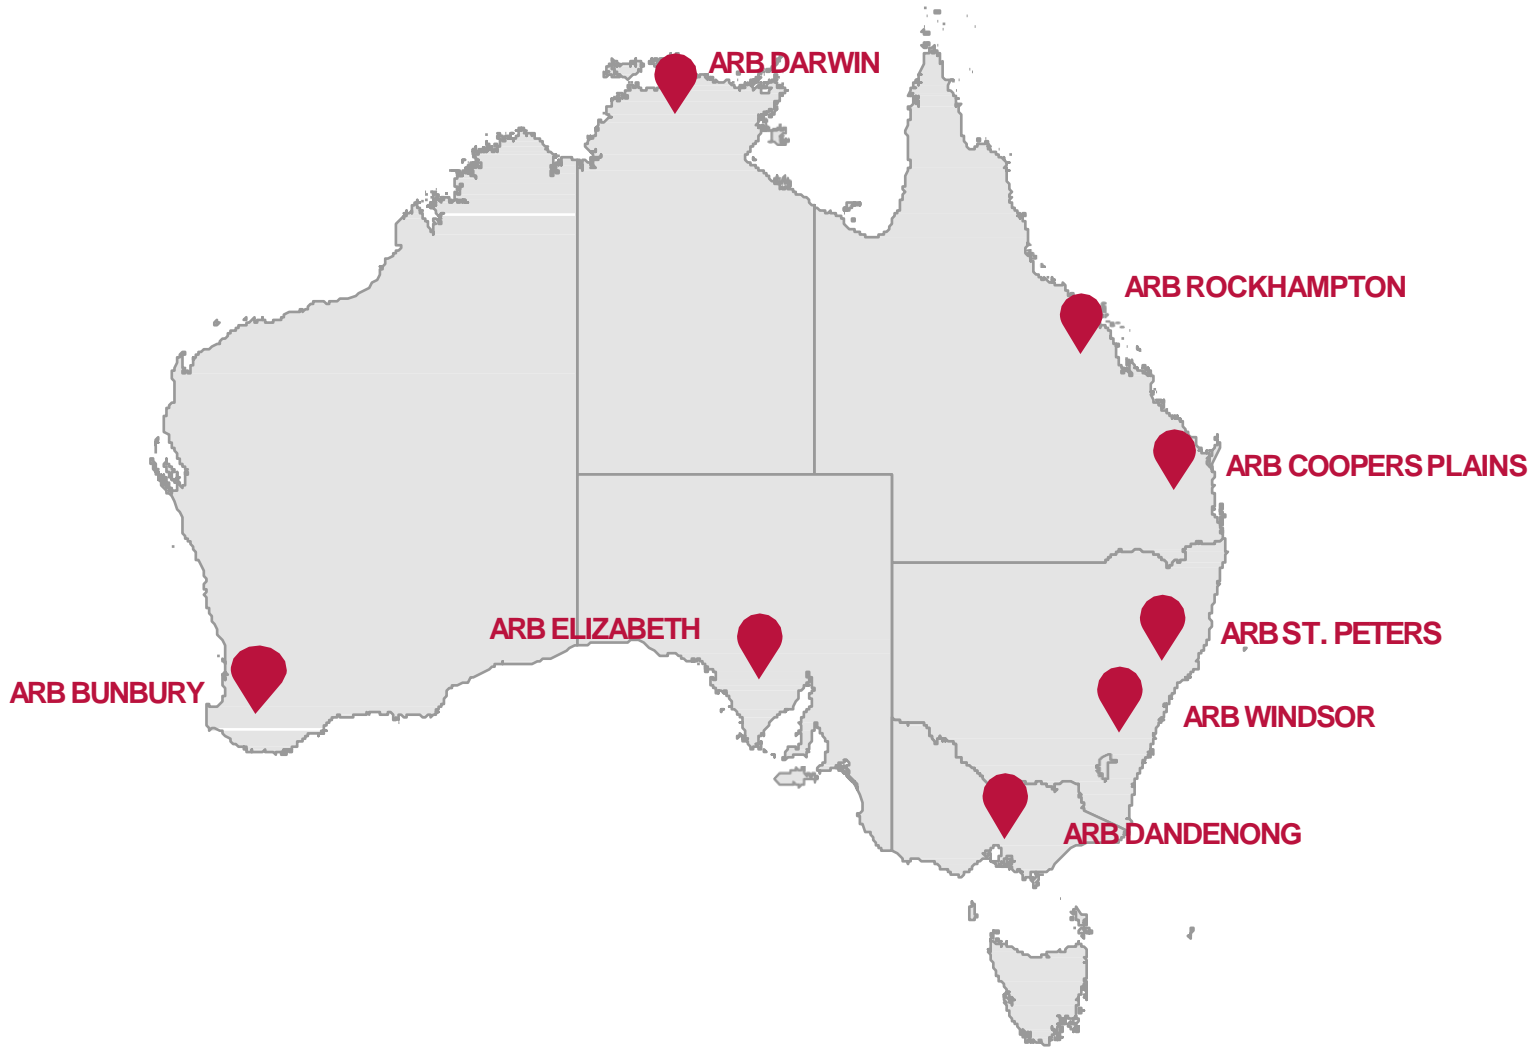 ARB DARWIN
ARB ROCKHAMPTON
ARB COOPERS PLAINS
ARB ELIZABETH
ARB ST. PETERS
ARB BUNBURY
ARB WINDSOR
ARB DANDENONG